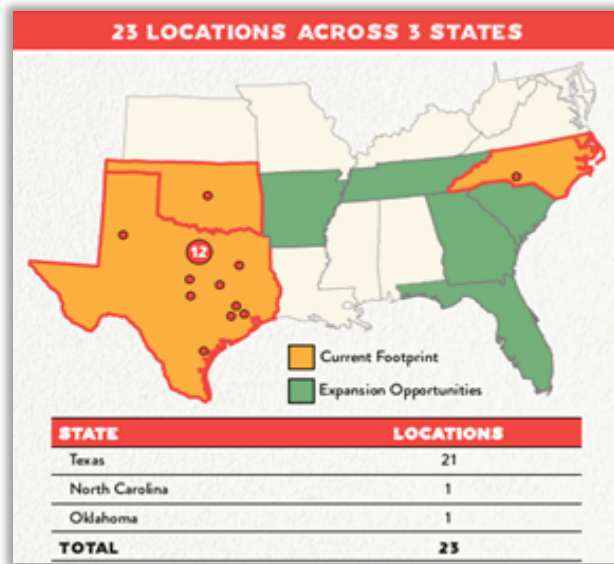 23 LOCATIONS ACROSS 3 STATES
12
Current Footprint
Expansion Opportunities
STATE LOCATIONS
Texas 21
North Carolina 1
Oklahoma 1
TOTAL 23